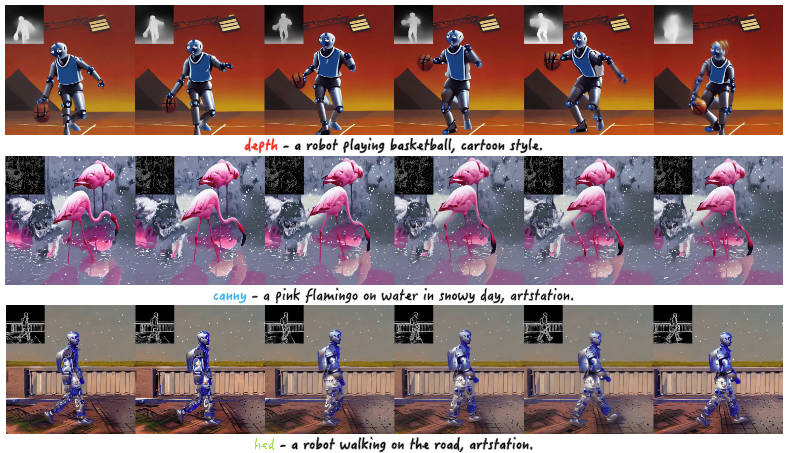 depth - a robot playing basketball, cartoon style.
canny - a pink flamingo on water in snowy day, artstation.
hed - a robot walking on the road, artstation.